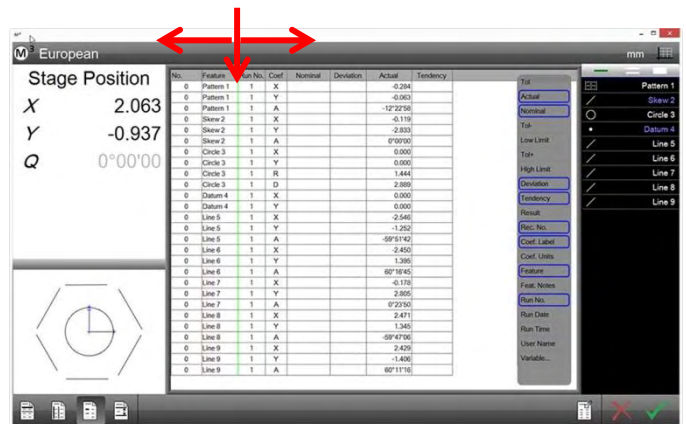 M³
M³ European mm
Stage Position
X 2.063
Y -0.937
Q 0°00'00
No. Feature Run No. Coef Nominal Deviation Actual Tendency
0 Pattern 1 1 X -0.284
0 Pattern 1 1 Y -0.063
0 Pattern 1 1 A -12°22'58
0 Skew 2 1 X -0.119
0 Skew 2 1 Y -2.833
0 Skew 2 1 A 0°00'00
0 Circle 3 1 X 0.000
0 Circle 3 1 Y 0.000
0 Circle 3 1 R 1.444
0 Circle 3 1 D 2.889
0 Datum 4 1 X 0.000
0 Datum 4 1 Y 0.000
0 Line 5 1 X -2.546
0 Line 5 1 Y -1.252
0 Line 5 1 A -59°51'42
0 Line 6 1 X -2.450
0 Line 6 1 Y 1.395
0 Line 6 1 A 60°16'45
0 Line 7 1 X -0.178
0 Line 7 1 Y 2.805
0 Line 7 1 A 0°23'50
0 Line 8 1 X 2.471
0 Line 8 1 Y 1.345
0 Line 8 1 A -59°47'06
0 Line 9 1 X 2.429
0 Line 9 1 Y -1.406
0 Line 9 1 A 60°11'16
Tol
Actual
Nominal
Tol-
Low Limit
Tol+
High Limit
Deviation
Tendency
Result
Rec. No.
Coef. Label
Coef. Units
Feature
Feat. Notes
Run No.
Run Date
Run Time
User Name
Variable...
Pattern 1
Skew 2
Circle 3
Datum 4
Line 5
Line 6
Line 7
Line 8
Line 9